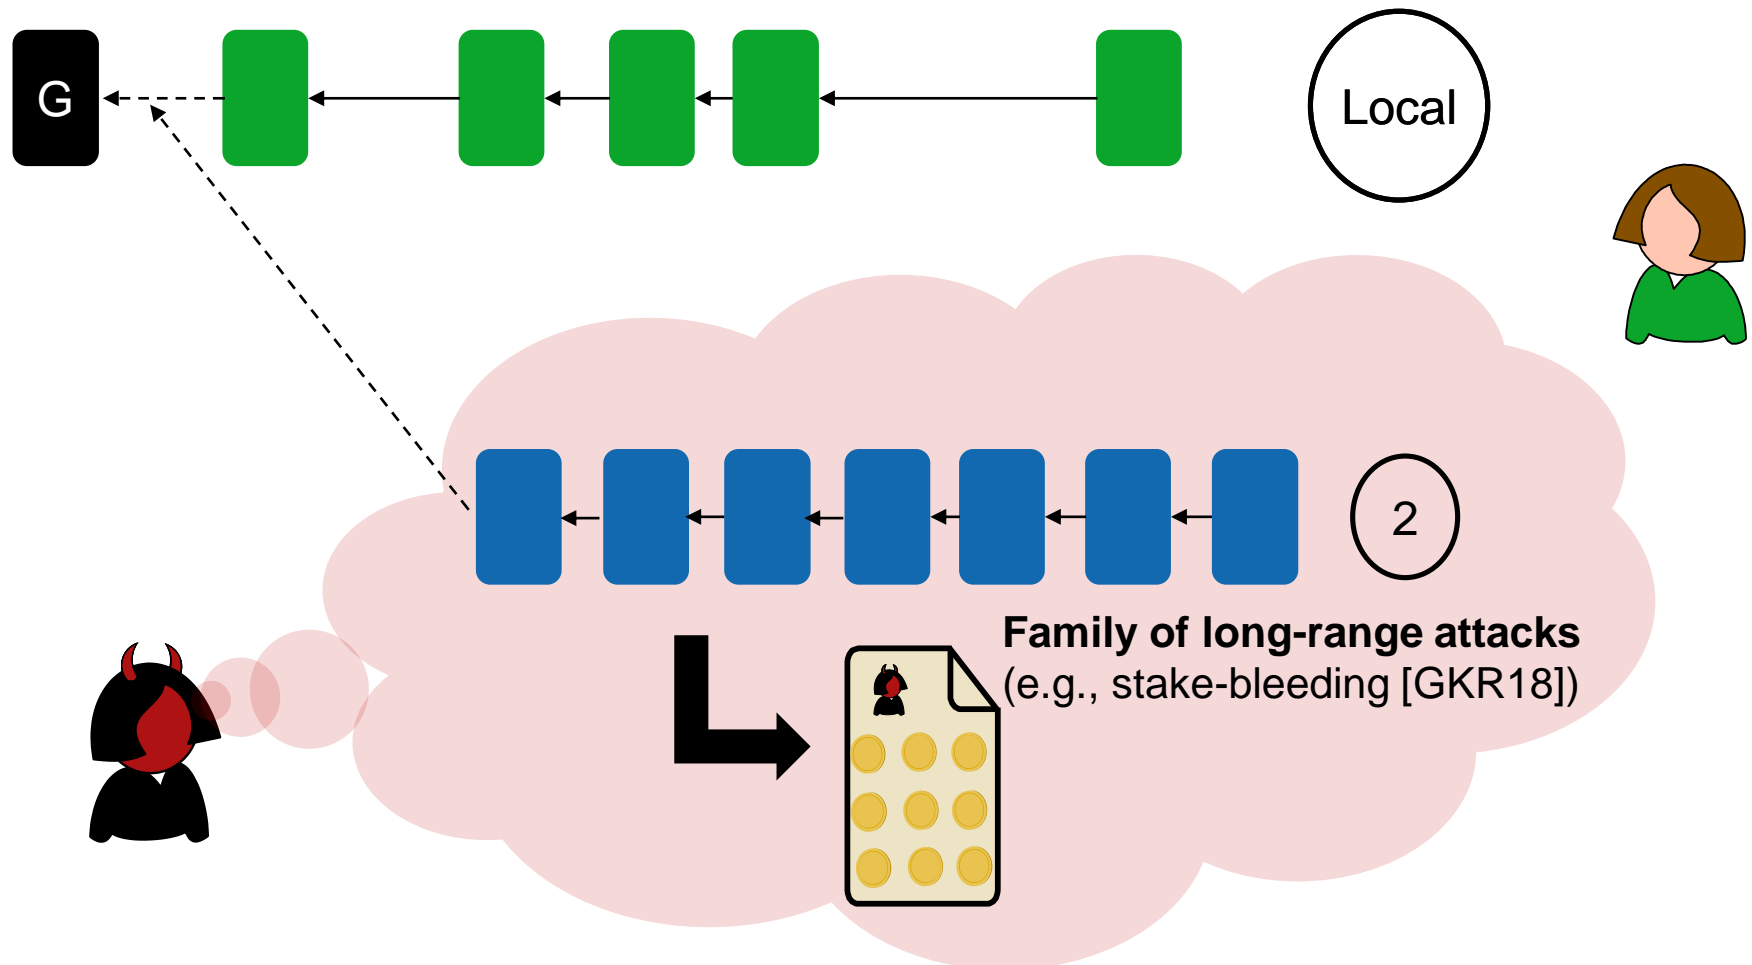 G
Local
2
Family of long-range attacks
(e.g., stake-bleeding [GKR18])